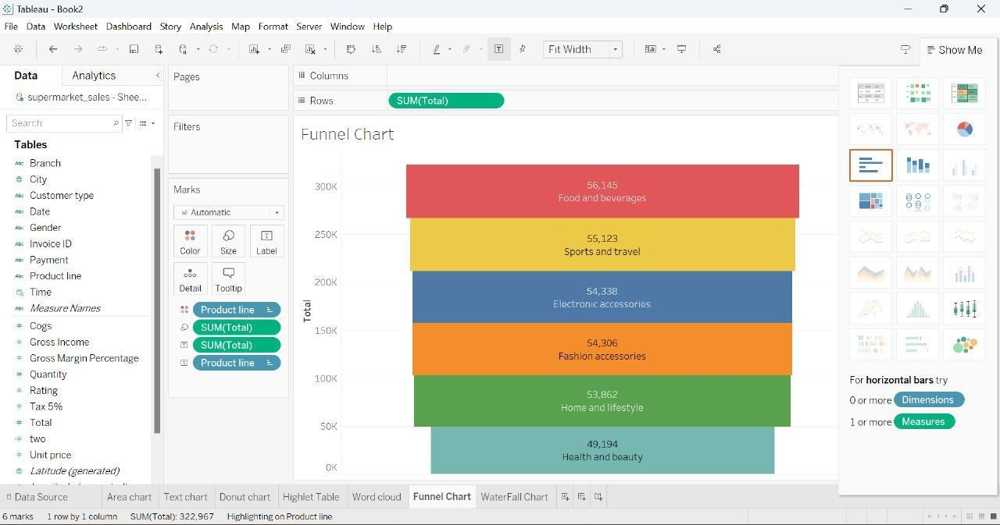 Tableau - Book2
File Data Worksheet Dashboard Story Analysis Map Format Server Window Help
Fit Width
Show Me
Data Analytics
supermarket_sales - Shee...
Search
Tables
Abc Branch
City
Abc Customer type
Abc Date
Abc Gender
Abc Invoice ID
Abc Payment
Abc Product line
Time
Abc Measure Names
# Cogs
# Gross Income
# Gross Margin Percentage
# Quantity
# Rating
# Tax 5%
# Total
two
# Unit price
Latitude (generated)
Pages
Filters
Marks
Automatic
Color Size Label
Detail Tooltip
Product line
SUM(Total)
SUM(Total)
Product line
Columns
Rows SUM(Total)
Funnel Chart
Total
300K
250K
200K
150K
100K
50K
0K
56,145
Food and beverages
55,123
Sports and travel
54,338
Electronic accessories
54,306
Fashion accessories
53,862
Home and lifestyle
49,194
Health and beauty
For horizontal bars try
0 or more Dimensions
1 or more Measures
Data Source Area chart Text chart Donut chart Highlet Table Word cloud Funnel Chart WaterFall Chart
6 marks 1 row by 1 column SUM(Total): 322,967 Highlighting on Product line